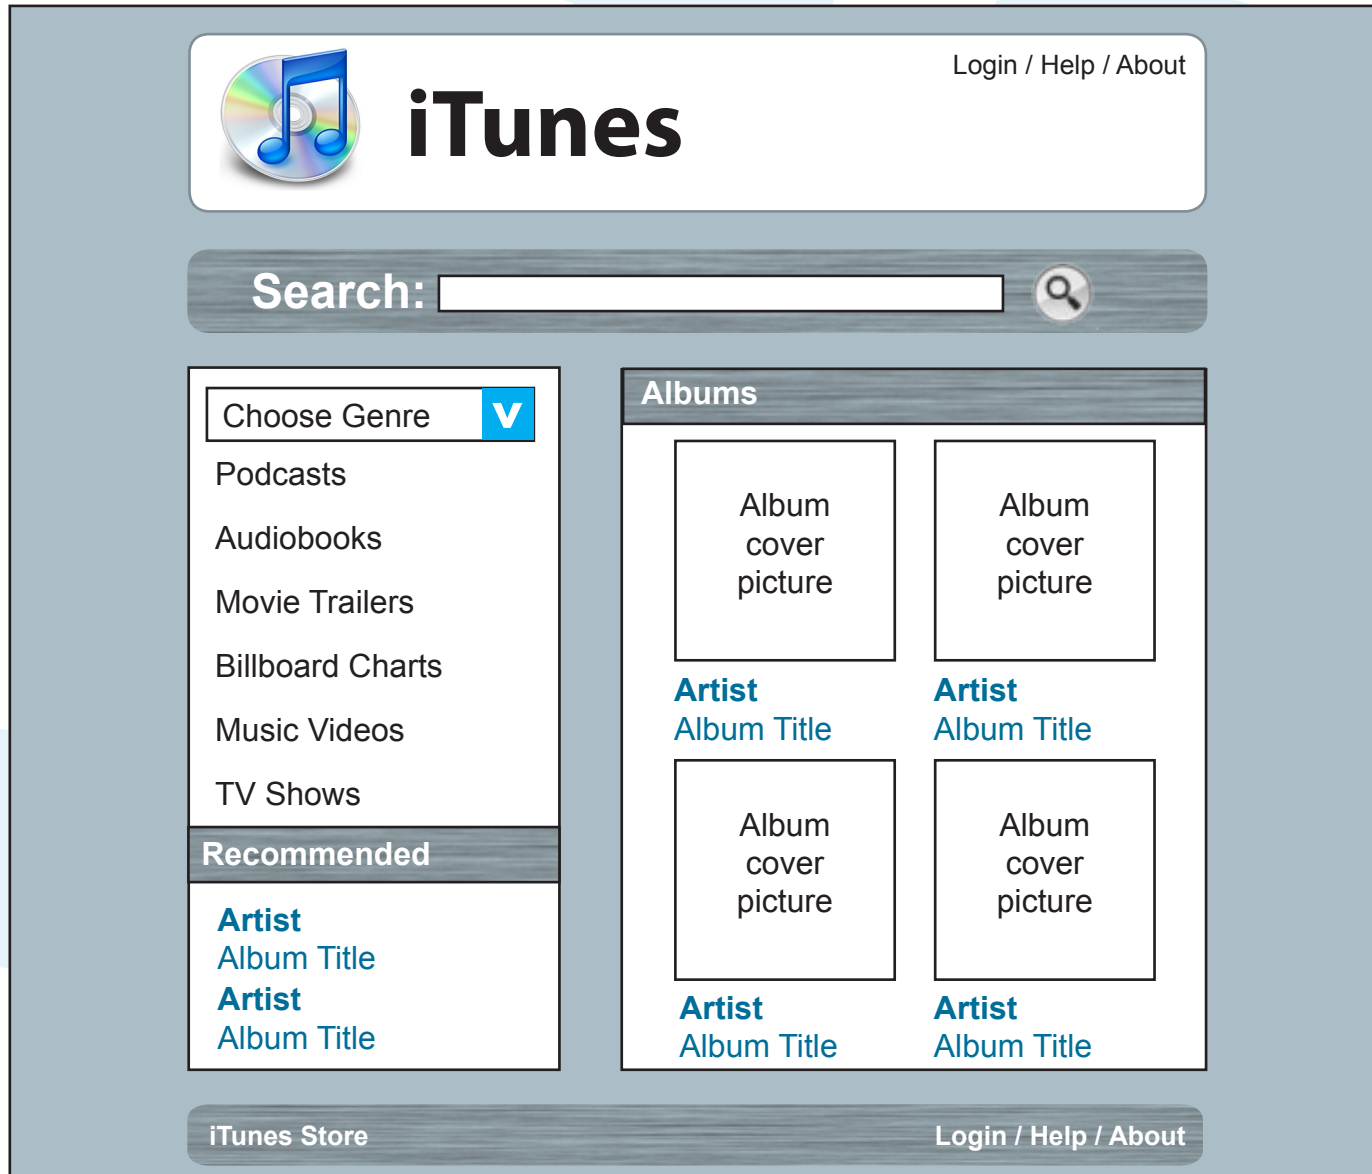 Login / Help / About
iTunes
Search:
Choose Genre V
Podcasts
Audiobooks
Movie Trailers
Billboard Charts
Music Videos
TV Shows
Recommended
Artist
Album Title
Artist
Album Title
Albums
Album
cover
picture
Artist
Album Title
Album
cover
picture
Artist
Album Title
Album
cover
picture
Artist
Album Title
Album
cover
picture
Artist
Album Title
iTunes Store
Login / Help / About